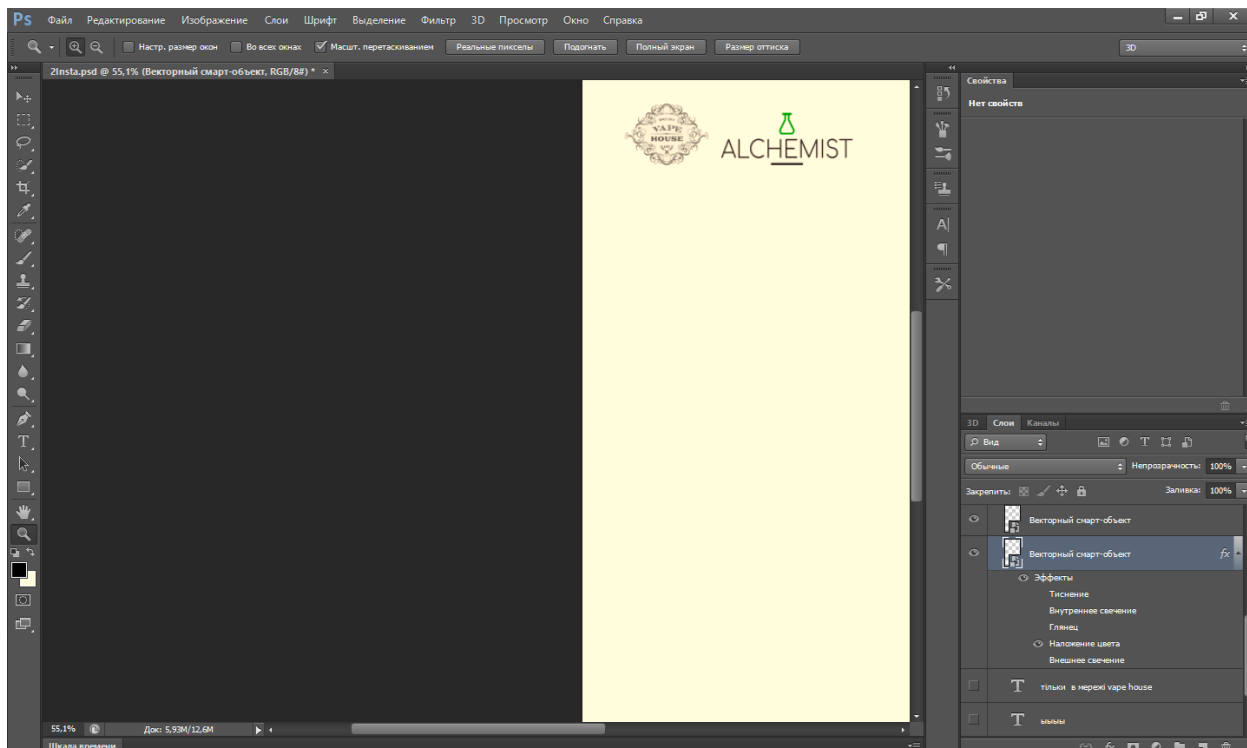 Ps Файл Редактирование Изображение Слои Шрифт Выделение Фильтр 3D Просмотр Окно Справка
Настр. размер окон Во всех окнах Масшт. перетаскиванием Реальные пикселы Подогнать Полный экран Размер оттиска 3D
2Insta.psd @ 55,1% (Векторный смарт-объект, RGB/8#) * ×
Свойства
Нет свойств
VAPE
HOUSE
ALCHEMIST
3D Слои Каналы
Вид
Обычные Непрозрачность: 100%
Закрепить: Заливка: 100%
Векторный смарт-объект
Векторный смарт-объект fx
Эффекты
Тиснение
Внутреннее свечение
Глянец
Наложение цвета
Внешнее свечение
T тільки в мережі vape house
T ыыыы
55,1% Док: 5,93M/12,6M
Шкала времени